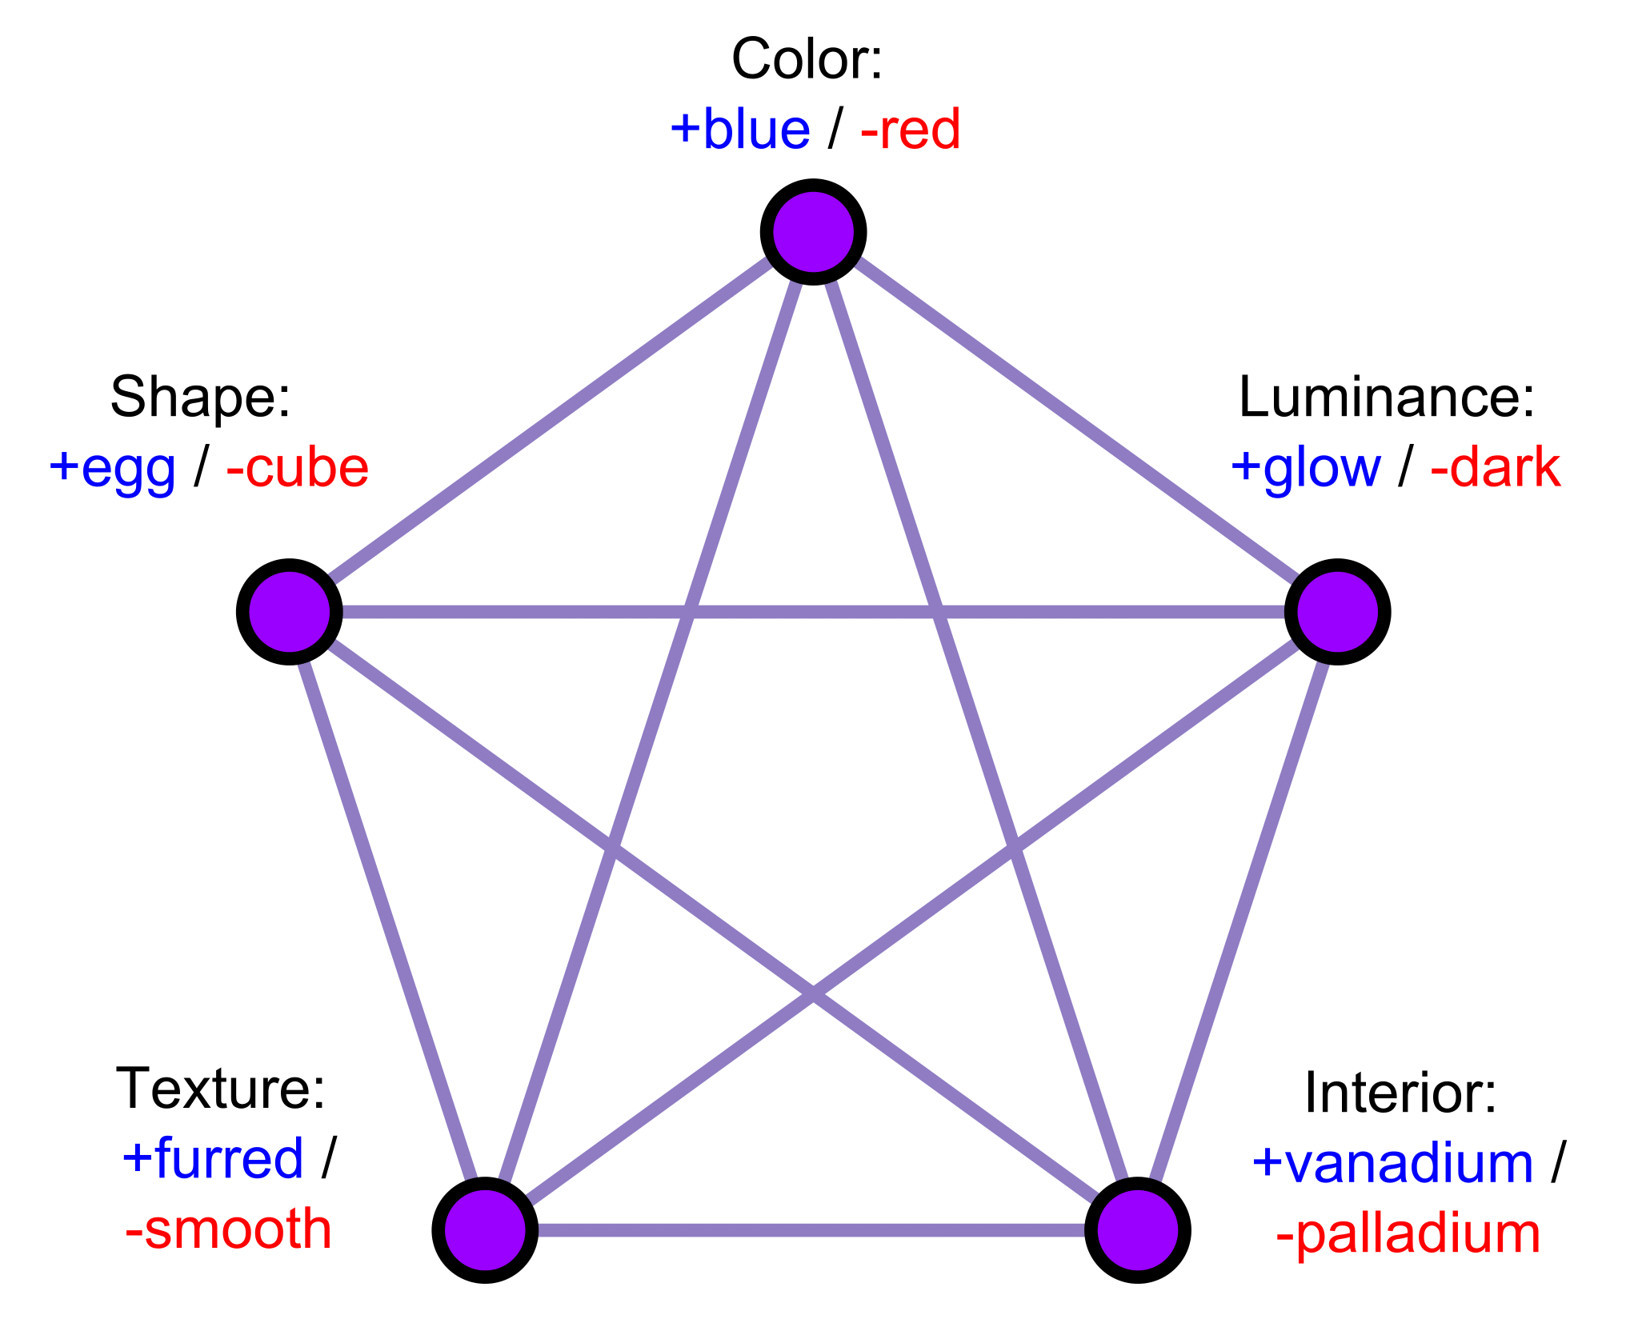 Color:
+blue / -red
Shape:
+egg / -cube
Luminance:
+glow / -dark
Texture:
+furred /
-smooth
Interior:
+vanadium /
-palladium